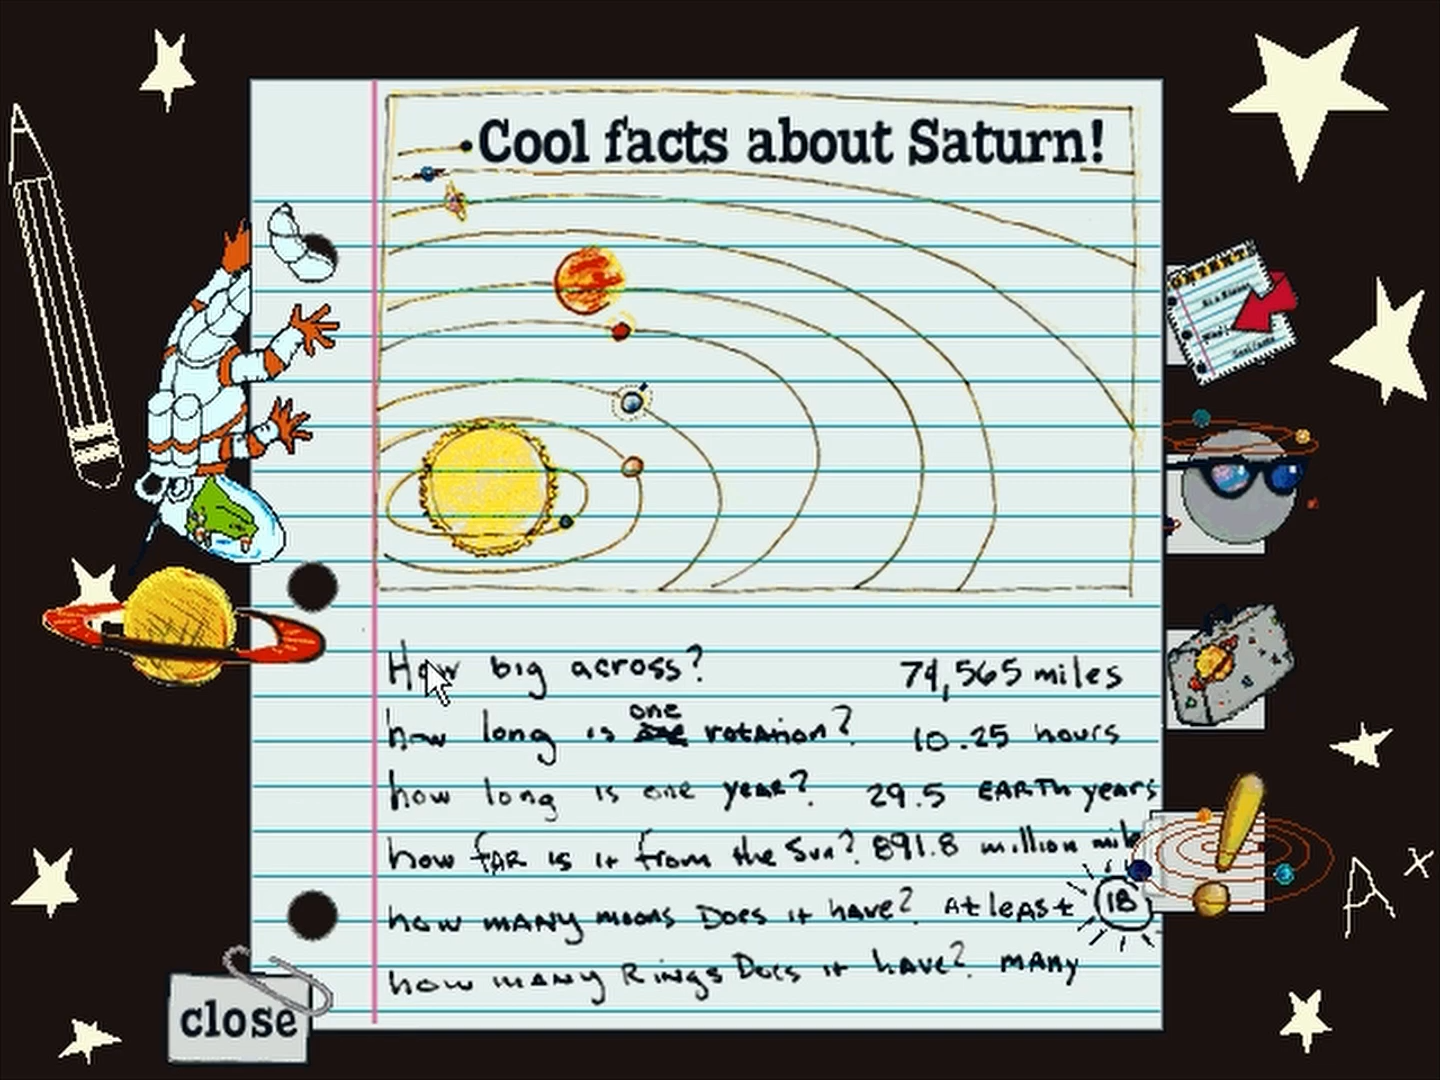 Cool facts about Saturn!
How big across? 74,565 miles
one
how long is rotation? 10.25 hours
how long is one year? 29.5 EARTH years
how far is it from the Sun? 891.8 million
how many moons Does it have? At least 18
how many Rings Does it have? many
close
A x